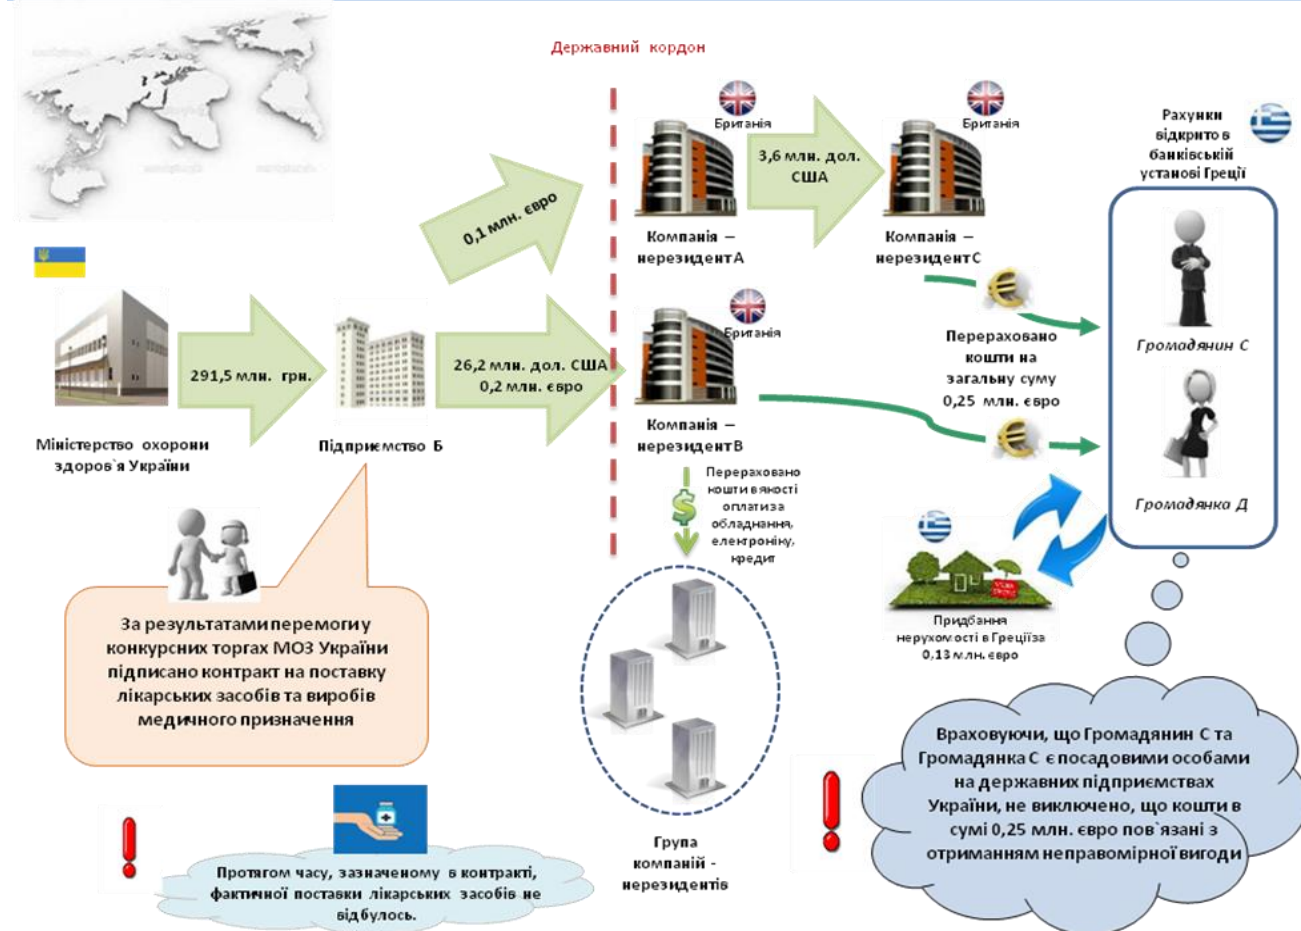 Державний кордон
Британія
Британія
Рахунки
відкрито в
банківській
установі Греції
3,6 млн. дол.
США
0,1 млн. євро
Компанія –
нерезидент А
Компанія –
нерезидент С
291,5 млн. грн.
26,2 млн. дол. США
0,2 млн. євро
Британія
Перераховано
кошти на
загальну суму
0,25 млн. євро
Громадянин С
Міністерство охорони
здоров`я України
Підприємство Б
Компанія –
нерезидент В
Перераховано
кошти в якості
оплати за
обладнання,
електроніку,
кредит
Громадянка Д
Придбання
нерухомості в Греції за
0,13 млн. євро
За результатами перемоги у
конкурсних торгах МОЗ України
підписано контракт на поставку
лікарських засобів та виробів
медичного призначення
Враховуючи, що Громадянин С та
Громадянка С є посадовими особами
на державних підприємствах
України, не виключено, що кошти в
сумі 0,25 млн. євро пов`язані з
отриманням неправомірної вигоди
Група
компаній -
нерезидентів
Протягом часу, зазначеному в контракті,
фактичної поставки лікарських засобів не
відбулось.